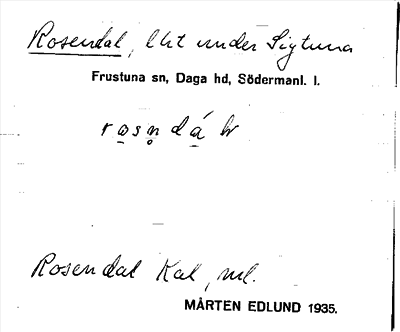 Rosendal, lht under Sigtuna
Frustuna sn, Daga hd, Södermanl. l.
Rosendal Kal, ml.
MÅRTEN EDLUND 1935.